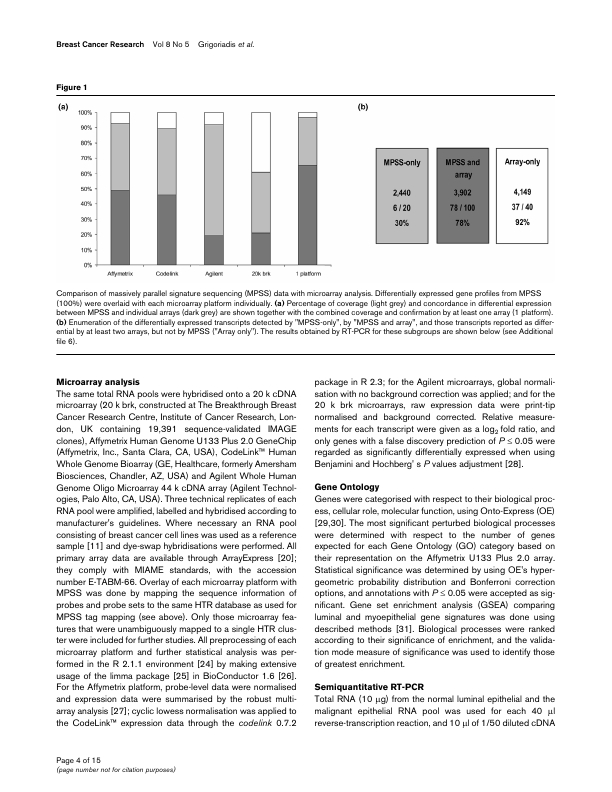 Breast Cancer Research Vol 8 No 5 Grigoriadis et al.
Figure 1
(a)
100%
90%
80%
70%
60%
50%
40%
30%
20%
10%
0%
Affymetrix Codelink Agilent 20k brk 1 platform
(b)
MPSS-only
2,440
6 / 20
30%
MPSS and
array
3,902
78 / 100
78%
Array-only
4,149
37 / 40
92%
Comparison of massively parallel signature sequencing (MPSS) data with microarray analysis. Differentially expressed gene profiles from MPSS
(100%) were overlaid with each microarray platform individually. (a) Percentage of coverage (light grey) and concordance in differential expression
between MPSS and individual arrays (dark grey) are shown together with the combined coverage and confirmation by at least one array (1 platform).
(b) Enumeration of the differentially expressed transcripts detected by "MPSS-only", by "MPSS and array", and those transcripts reported as differ-
ential by at least two arrays, but not by MPSS ("Array only"). The results obtained by RT-PCR for these subgroups are shown below (see Additional
file 6).
Microarray analysis
The same total RNA pools were hybridised onto a 20 k cDNA
microarray (20 k brk, constructed at The Breakthrough Breast
Cancer Research Centre, Institute of Cancer Research, Lon-
don, UK containing 19,391 sequence-validated IMAGE
clones), Affymetrix Human Genome U133 Plus 2.0 GeneChip
(Affymetrix, Inc., Santa Clara, CA, USA), CodeLink™ Human
Whole Genome Bioarray (GE, Healthcare, formerly Amersham
Biosciences, Chandler, AZ, USA) and Agilent Whole Human
Genome Oligo Microarray 44 k cDNA array (Agilent Technol-
ogies, Palo Alto, CA, USA). Three technical replicates of each
RNA pool were amplified, labelled and hybridised according to
manufacturer's guidelines. Where necessary an RNA pool
consisting of breast cancer cell lines was used as a reference
sample [11] and dye-swap hybridisations were performed. All
primary array data are available through ArrayExpress [20];
they comply with MIAME standards, with the accession
number E-TABM-66. Overlay of each microarray platform with
MPSS was done by mapping the sequence information of
probes and probe sets to the same HTR database as used for
MPSS tag mapping (see above). Only those microarray fea-
tures that were unambiguously mapped to a single HTR clus-
ter were included for further studies. All preprocessing of each
microarray platform and further statistical analysis was per-
formed in the R 2.1.1 environment [24] by making extensive
usage of the limma package [25] in BioConductor 1.6 [26].
For the Affymetrix platform, probe-level data were normalised
and expression data were summarised by the robust multi-
array analysis [27]; cyclic lowess normalisation was applied to
the CodeLink™ expression data through the codelink 0.7.2
package in R 2.3; for the Agilent microarrays, global normali-
sation with no background correction was applied; and for the
20 k brk microarrays, raw expression data were print-tip
normalised and background corrected. Relative measure-
ments for each transcript were given as a log2 fold ratio, and
only genes with a false discovery prediction of P ≤ 0.05 were
regarded as significantly differentially expressed when using
Benjamini and Hochberg' s P values adjustment [28].
Gene Ontology
Genes were categorised with respect to their biological proc-
ess, cellular role, molecular function, using Onto-Express (OE)
[29,30]. The most significant perturbed biological processes
were determined with respect to the number of genes
expected for each Gene Ontology (GO) category based on
their representation on the Affymetrix U133 Plus 2.0 array.
Statistical significance was determined by using OE's hyper-
geometric probability distribution and Bonferroni correction
options, and annotations with P ≤ 0.05 were accepted as sig-
nificant. Gene set enrichment analysis (GSEA) comparing
luminal and myoepithelial gene signatures was done using
described methods [31]. Biological processes were ranked
according to their significance of enrichment, and the valida-
tion mode measure of significance was used to identify those
of greatest enrichment.
Semiquantitative RT-PCR
Total RNA (10 μg) from the normal luminal epithelial and the
malignant epithelial RNA pool was used for each 40 μl
reverse-transcription reaction, and 10 μl of 1/50 diluted cDNA
Page 4 of 15
(page number not for citation purposes)